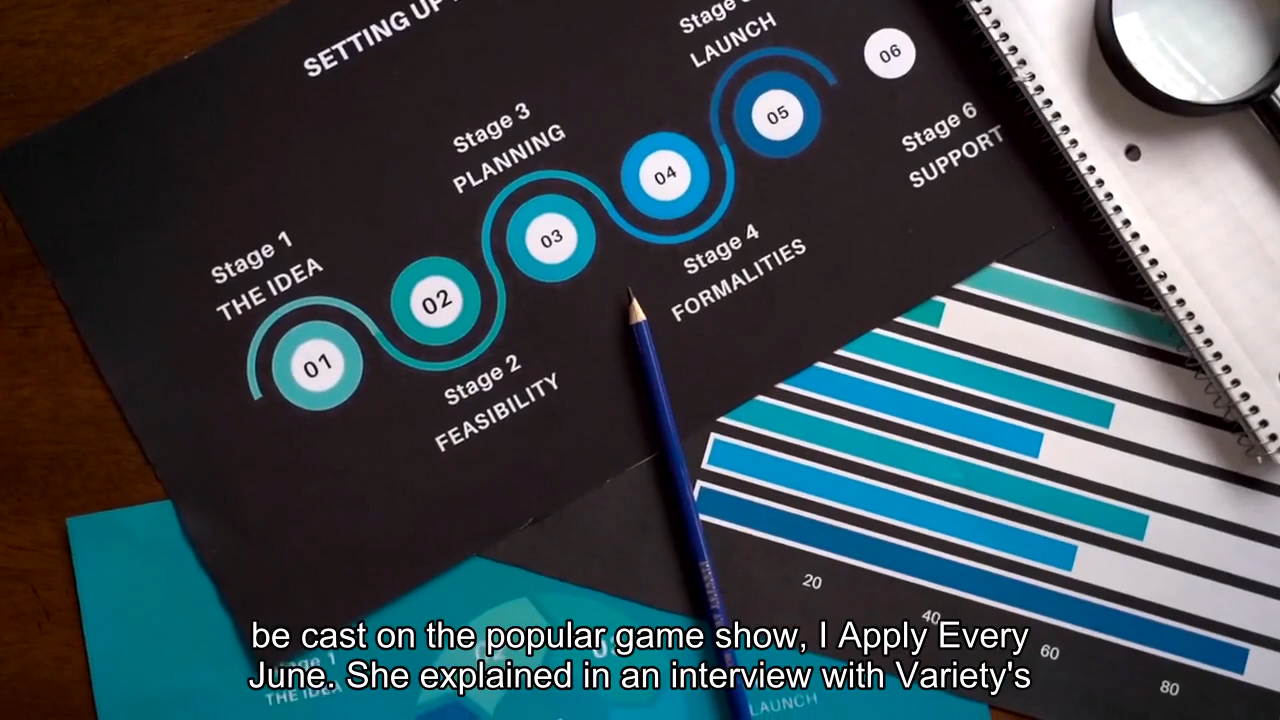 SETTING UP
Stage
LAUNCH
06
05
Stage 3
PLANNING
04
Stage 6
SUPPORT
03
Stage 4
FORMALITIES
Stage 1
THE IDEA
02
01
Stage 2
FEASIBILITY
20
40
60
80
Stage 1
THE IDEA
LAUNCH
be cast on the popular game show, I Apply Every
June. She explained in an interview with Variety's